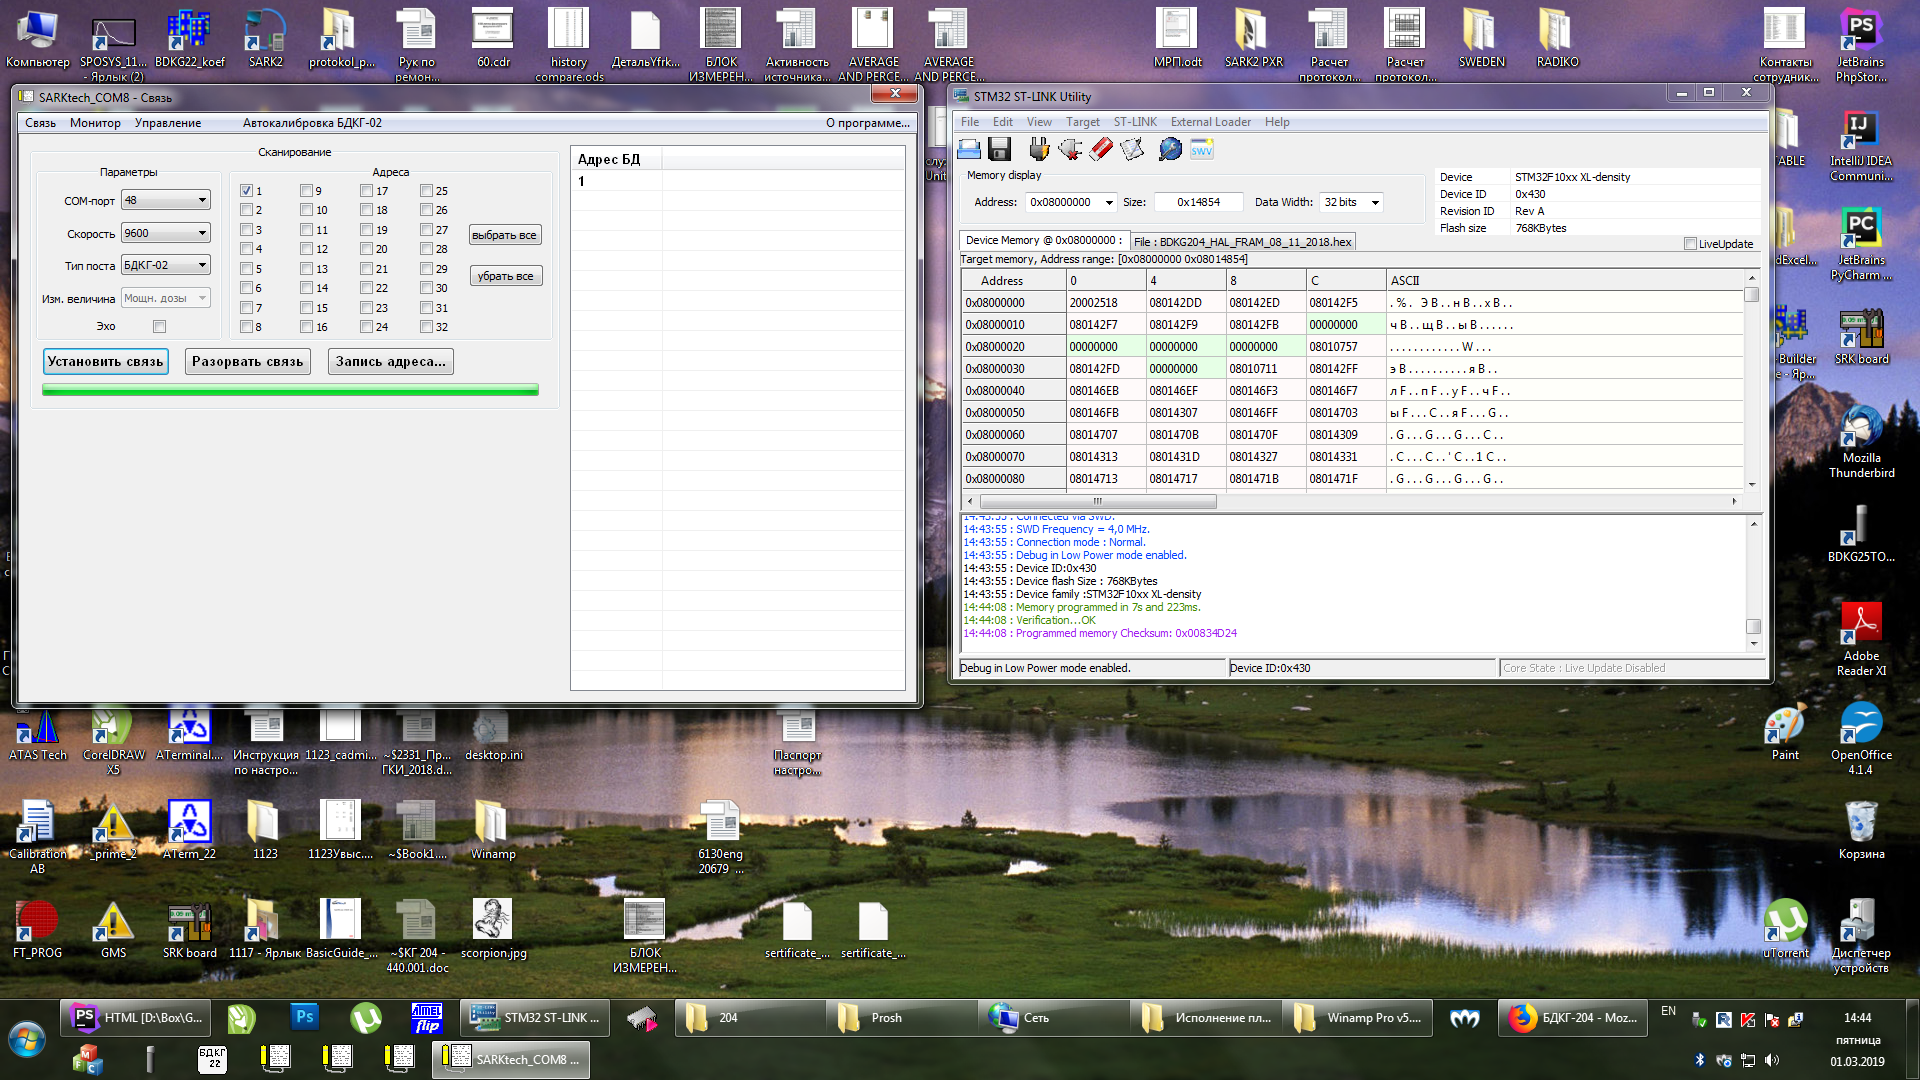 Компьютер
SPOSYS_11...
- Ярлык (2)
BDKG22_koef
SARK2
protokol_p...
Рук по
ремон...
60.cdr
history
compare.ods
ДетальYfrk...
БЛОК
ИЗМЕРЕН...
Активность
источника...
AVERAGE
AND PERCE...
AVERAGE
AND PERCE...
МРП.odt
SARK2 PXR
Расчет
протокол...
Расчет
протокол...
SWEDEN
RADIKO
Контакты
сотрудник...
JetBrains
PhpStor...
SARKtech_COM8 - Связь
Связь Монитор Управление Автокалибровка БДКГ-02 О программе...
Сканирование
Параметры
COM-порт 48
Скорость 9600
Тип поста БДКГ-02
Изм. величина Мощн. дозы
Эхо
Адреса
1 9 17 25
2 10 18 26
3 11 19 27
4 12 20 28
5 13 21 29
6 14 22 30
7 15 23 31
8 16 24 32
выбрать все
убрать все
Установить связь Разорвать связь Запись адреса...
Адрес БД
1
STM32 ST-LINK Utility
File Edit View Target ST-LINK External Loader Help
SWV
Memory display
Address: 0x08000000 Size: 0x14854 Data Width: 32 bits
Device STM32F10xx XL-density
Device ID 0x430
Revision ID Rev A
Flash size 768KBytes
LiveUpdate
Device Memory @ 0x08000000 : File : BDKG204_HAL_FRAM_08_11_2018.hex
Target memory, Address range: [0x08000000 0x08014854]
Address 0 4 8 C ASCII
0x08000000 20002518 080142DD 080142ED 080142F5 .%. ЭB..нB..хB..
0x08000010 080142F7 080142F9 080142FB 00000000 чB..щB..ыB......
0x08000020 00000000 00000000 00000000 08010757 ............W...
0x08000030 080142FD 00000000 08010711 080142FF эB..........яB..
0x08000040 080146EB 080146EF 080146F3 080146F7 лF..пF..уF..чF..
0x08000050 080146FB 08014307 080146FF 08014703 ыF...C..яF...G..
0x08000060 08014707 0801470B 0801470F 08014309 .G...G...G...C..
0x08000070 08014313 0801431D 08014327 08014331 .C...C..'C..1C..
0x08000080 08014713 08014717 0801471B 0801471F .G...G...G...G..
14:43:55 : Connected via SWD.
14:43:55 : SWD Frequency = 4,0 MHz.
14:43:55 : Connection mode : Normal.
14:43:55 : Debug in Low Power mode enabled.
14:43:55 : Device ID:0x430
14:43:55 : Device flash Size : 768KBytes
14:43:55 : Device family :STM32F10xx XL-density
14:44:08 : Memory programmed in 7s and 223ms.
14:44:08 : Verification...OK
14:44:08 : Programmed memory Checksum: 0x00834D24
Debug in Low Power mode enabled. Device ID:0x430 Core State : Live Update Disabled
IntelliJ IDEA
Communi...
JetBrains
PyCharm ...
SRK board
Mozilla
Thunderbird
BDKG25TO...
Adobe
Reader XI
ATAS Tech
CorelDRAW
X5
ATerminal....
Инструкция
по настро...
1123_cadmi...
~$2331_Пр...
ГКИ_2018.d...
desktop.ini
Паспорт
настро...
Paint
OpenOffice
4.1.4
Calibration
AB
_prime_2
ATerm_22
1123
1123Увыс....
~$Book1....
Winamp
6130eng
20679 _...
Корзина
FT_PROG
GMS
SRK board
1117 - Ярлык
BasicGuide_...
~$КГ204 -
440.001.doc
scorpion.jpg
БЛОК
ИЗМЕРЕН...
sertificate_...
sertificate_...
uTorrent
Диспетчер
устройств
HTML [D:\Box\G...
STM32 ST-LINK ...
204
Prosh
Сеть
Исполнение пл...
Winamp Pro v5....
БДКГ-204 - Moz...
EN
14:44
пятница
01.03.2019
БДКГ
22
SARKtech_COM8 ...